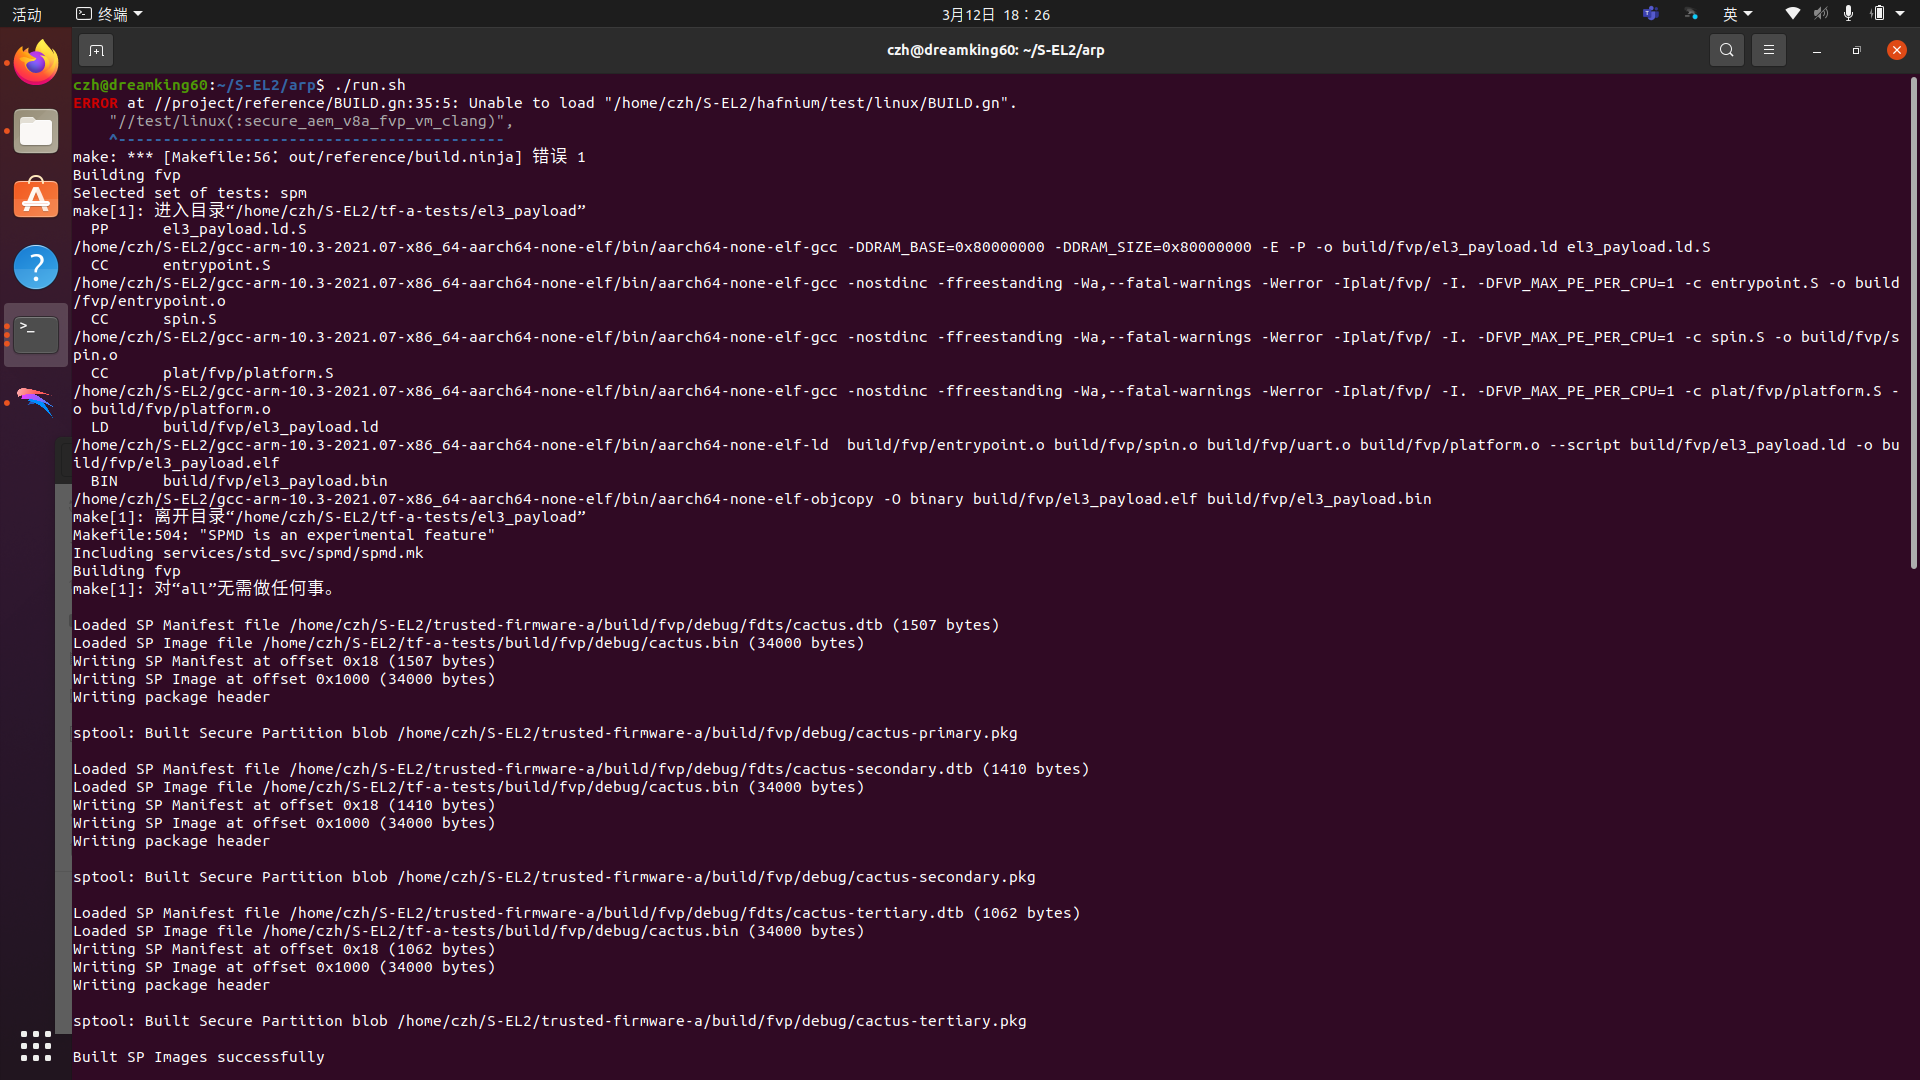 活动
终端
3月12日 18：26
英
czh@dreamking60: ~/S-EL2/arp
czh@dreamking60:~/S-EL2/arp$ ./run.sh
ERROR at //project/reference/BUILD.gn:35:5: Unable to load "/home/czh/S-EL2/hafnium/test/linux/BUILD.gn".
    "//test/linux(:secure_aem_v8a_fvp_vm_clang)",
    ^-------------------------------------------
make: *** [Makefile:56：out/reference/build.ninja] 错误 1
Building fvp
Selected set of tests: spm
make[1]: 进入目录“/home/czh/S-EL2/tf-a-tests/el3_payload”
  PP      el3_payload.ld.S
/home/czh/S-EL2/gcc-arm-10.3-2021.07-x86_64-aarch64-none-elf/bin/aarch64-none-elf-gcc -DDRAM_BASE=0x80000000 -DDRAM_SIZE=0x80000000 -E -P -o build/fvp/el3_payload.ld el3_payload.ld.S
  CC      entrypoint.S
/home/czh/S-EL2/gcc-arm-10.3-2021.07-x86_64-aarch64-none-elf/bin/aarch64-none-elf-gcc -nostdinc -ffreestanding -Wa,--fatal-warnings -Werror -Iplat/fvp/ -I. -DFVP_MAX_PE_PER_CPU=1 -c entrypoint.S -o build
/fvp/entrypoint.o
  CC      spin.S
/home/czh/S-EL2/gcc-arm-10.3-2021.07-x86_64-aarch64-none-elf/bin/aarch64-none-elf-gcc -nostdinc -ffreestanding -Wa,--fatal-warnings -Werror -Iplat/fvp/ -I. -DFVP_MAX_PE_PER_CPU=1 -c spin.S -o build/fvp/s
pin.o
  CC      plat/fvp/platform.S
/home/czh/S-EL2/gcc-arm-10.3-2021.07-x86_64-aarch64-none-elf/bin/aarch64-none-elf-gcc -nostdinc -ffreestanding -Wa,--fatal-warnings -Werror -Iplat/fvp/ -I. -DFVP_MAX_PE_PER_CPU=1 -c plat/fvp/platform.S -
o build/fvp/platform.o
  LD      build/fvp/el3_payload.ld
/home/czh/S-EL2/gcc-arm-10.3-2021.07-x86_64-aarch64-none-elf/bin/aarch64-none-elf-ld  build/fvp/entrypoint.o build/fvp/spin.o build/fvp/uart.o build/fvp/platform.o --script build/fvp/el3_payload.ld -o bu
ild/fvp/el3_payload.elf
  BIN     build/fvp/el3_payload.bin
/home/czh/S-EL2/gcc-arm-10.3-2021.07-x86_64-aarch64-none-elf/bin/aarch64-none-elf-objcopy -O binary build/fvp/el3_payload.elf build/fvp/el3_payload.bin
make[1]: 离开目录“/home/czh/S-EL2/tf-a-tests/el3_payload”
Makefile:504: "SPMD is an experimental feature"
Including services/std_svc/spmd/spmd.mk
Building fvp
make[1]: 对“all”无需做任何事。
Loaded SP Manifest file /home/czh/S-EL2/trusted-firmware-a/build/fvp/debug/fdts/cactus.dtb (1507 bytes)
Loaded SP Image file /home/czh/S-EL2/tf-a-tests/build/fvp/debug/cactus.bin (34000 bytes)
Writing SP Manifest at offset 0x18 (1507 bytes)
Writing SP Image at offset 0x1000 (34000 bytes)
Writing package header
sptool: Built Secure Partition blob /home/czh/S-EL2/trusted-firmware-a/build/fvp/debug/cactus-primary.pkg
Loaded SP Manifest file /home/czh/S-EL2/trusted-firmware-a/build/fvp/debug/fdts/cactus-secondary.dtb (1410 bytes)
Loaded SP Image file /home/czh/S-EL2/tf-a-tests/build/fvp/debug/cactus.bin (34000 bytes)
Writing SP Manifest at offset 0x18 (1410 bytes)
Writing SP Image at offset 0x1000 (34000 bytes)
Writing package header
sptool: Built Secure Partition blob /home/czh/S-EL2/trusted-firmware-a/build/fvp/debug/cactus-secondary.pkg
Loaded SP Manifest file /home/czh/S-EL2/trusted-firmware-a/build/fvp/debug/fdts/cactus-tertiary.dtb (1062 bytes)
Loaded SP Image file /home/czh/S-EL2/tf-a-tests/build/fvp/debug/cactus.bin (34000 bytes)
Writing SP Manifest at offset 0x18 (1062 bytes)
Writing SP Image at offset 0x1000 (34000 bytes)
Writing package header
sptool: Built Secure Partition blob /home/czh/S-EL2/trusted-firmware-a/build/fvp/debug/cactus-tertiary.pkg
Built SP Images successfully